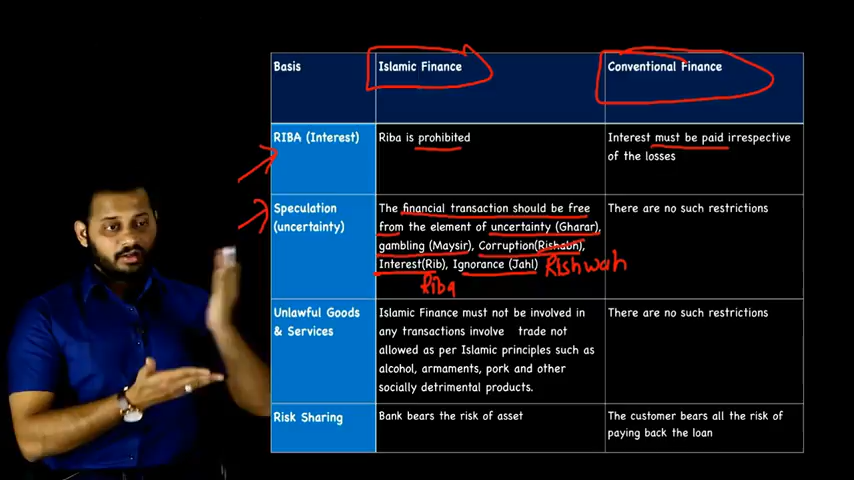 Basis
Islamic Finance
Conventional Finance
RIBA (Interest)
Riba is prohibited
Interest must be paid irrespective
of the losses
Speculation
(uncertainty)
The financial transaction should be free
from the element of uncertainty (Gharar),
gambling (Maysir), Corruption(Rishabn),
Interest(Rib), Ignorance (Jahl) Rishwah
Riba
There are no such restrictions
Unlawful Goods
& Services
Islamic Finance must not be involved in
any transactions involve trade not
allowed as per Islamic principles such as
alcohol, armaments, pork and other
socially detrimental products.
There are no such restrictions
Risk Sharing
Bank bears the risk of asset
The customer bears all the risk of
paying back the loan